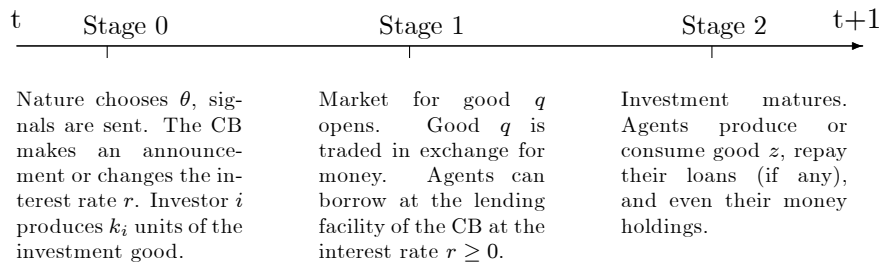 t Stage 0 Stage 1 Stage 2 t+1
Nature chooses θ, sig-
nals are sent. The CB
makes an announce-
ment or changes the in-
terest rate r. Investor i
produces kᵢ units of the
investment good.
Market for good q
opens. Good q is
traded in exchange for
money. Agents can
borrow at the lending
facility of the CB at the
interest rate r ≥ 0.
Investment matures.
Agents produce or
consume good z, repay
their loans (if any),
and even their money
holdings.